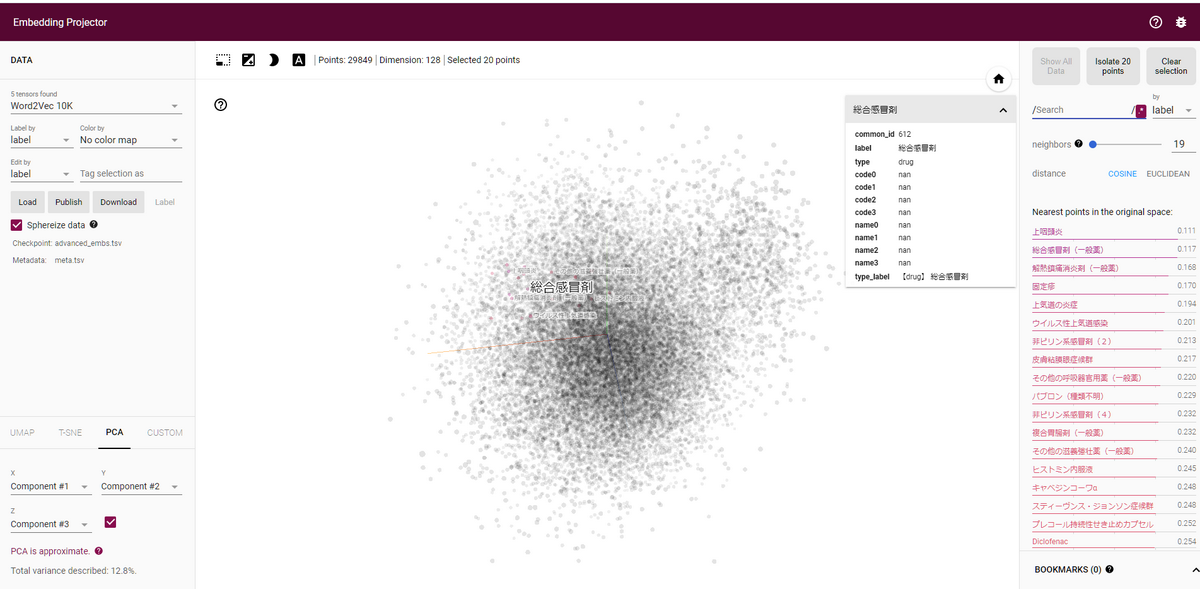 Embedding Projector
DATA
5 tensors found
Word2Vec 10K
Label by
label
Color by
No color map
Edit by
label
Tag selection as
Load
Publish
Download
Label
Sphereize data
Checkpoint: advanced_embs.tsv
Metadata: meta.tsv
UMAP
T-SNE
PCA
CUSTOM
X
Component #1
Y
Component #2
Z
Component #3
PCA is approximate.
Total variance described: 12.8%.
A
Points: 29849
Dimension: 128
Selected 20 points
総合感冒剤
ウイルス性上気道感染
総合感冒剤
common_id 612
label 総合感冒剤
type drug
code0 nan
code1 nan
code2 nan
code3 nan
name0 nan
name1 nan
name2 nan
name3 nan
type_label 【drug】 総合感冒剤
Show All Data
Isolate 20 points
Clear selection
/Search
/.*
by
label
neighbors
19
distance
COSINE
EUCLIDEAN
Nearest points in the original space:
上咽頭炎 0.111
総合感冒剤（一般薬） 0.117
解熱鎮痛消炎剤（一般薬） 0.168
固定疹 0.170
上気道の炎症 0.194
ウイルス性上気道感染 0.201
非ピリン系感冒剤（２） 0.213
皮膚粘膜眼症候群 0.217
その他の呼吸器官用薬（一般薬） 0.220
パブロン（種類不明） 0.229
非ピリン系感冒剤（４） 0.232
複合胃腸剤（一般薬） 0.232
その他の滋養強壮薬（一般薬） 0.240
ヒストミン内服液 0.245
キャベジンコーワα 0.248
スティーヴンス・ジョンソン症候群 0.248
プレコール持続性せき止めカプセル 0.252
Diclofenac 0.254
BOOKMARKS (0)